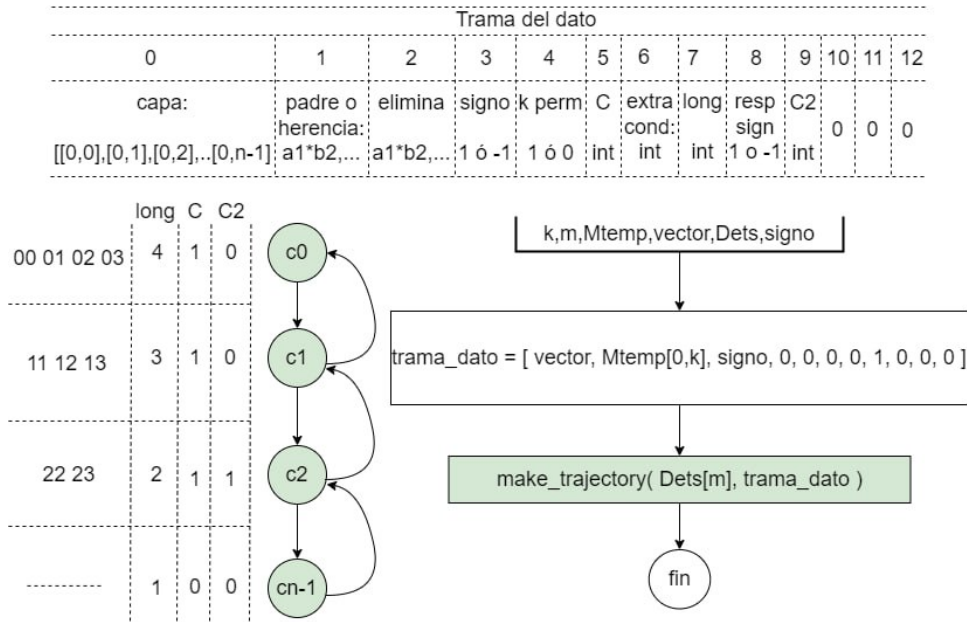 Trama del dato
0 1 2 3 4 5 6 7 8 9 10 11 12
capa: padre o elimina signo k perm C extra long resp C2
herencia: cond: sign 0 0 0
[[0,0],[0,1],[0,2],..[0,n-1] a1*b2,... a1*b2,... 1 ó -1 1 ó 0 int int int 1 o -1 int
long C C2
00 01 02 03 4 1 0 c0
11 12 13 3 1 0 c1
22 23 2 1 1 c2
----------- 1 0 0 cn-1
k,m,Mtemp,vector,Dets,signo
trama_dato = [ vector, Mtemp[0,k], signo, 0, 0, 0, 0, 1, 0, 0, 0 ]
make_trajectory( Dets[m], trama_dato )
fin